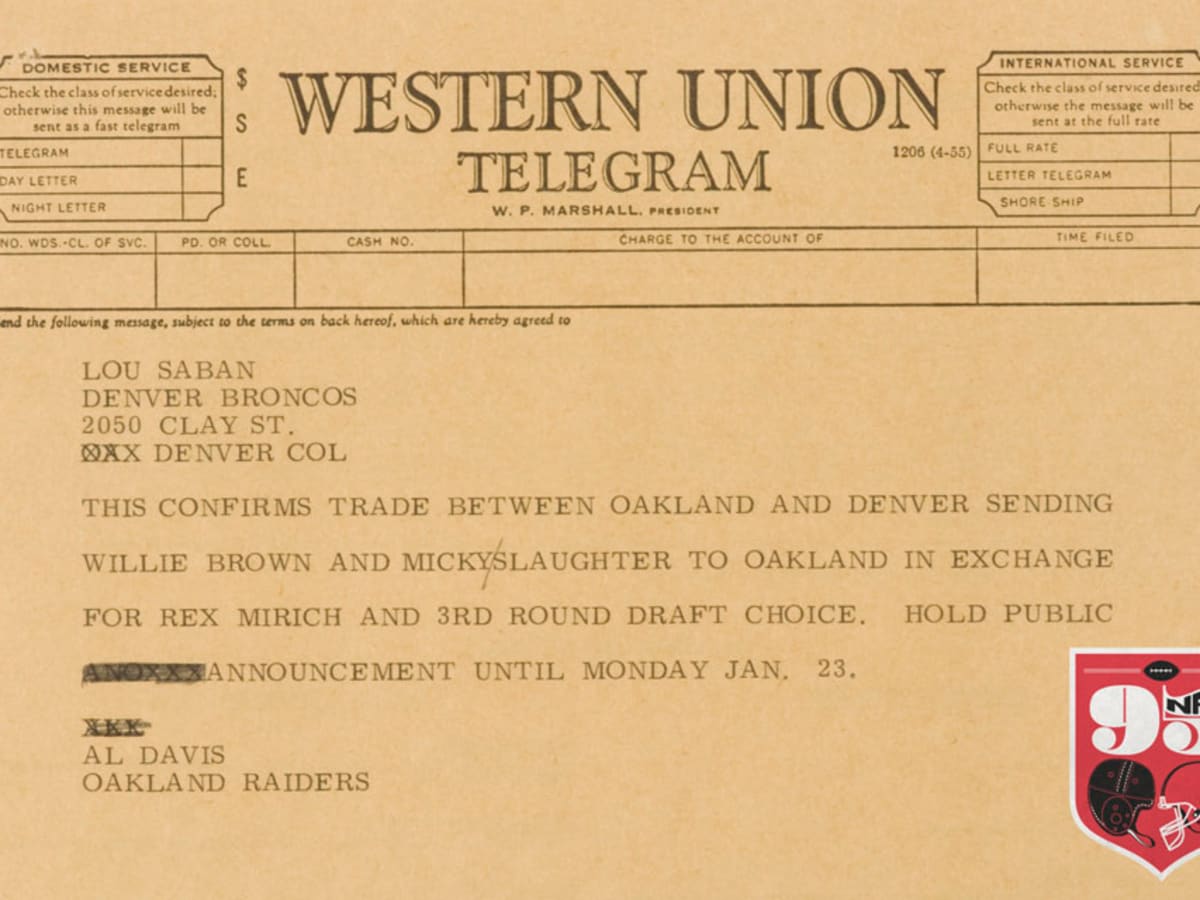 DOMESTIC SERVICE
Check the class of service desired;
otherwise this message will be
sent as a fast telegram
TELEGRAM
DAY LETTER
NIGHT LETTER
$
S
E
WESTERN UNION
TELEGRAM
1206 (4-55)
W. P. MARSHALL, PRESIDENT
INTERNATIONAL SERVICE
Check the class of service desired
otherwise the message will be
sent at the full rate
FULL RATE
LETTER TELEGRAM
SHORE-SHIP
NO. WDS.-CL. OF SVC. PD. OR COLL. CASH NO. CHARGE TO THE ACCOUNT OF TIME FILED
end the following message, subject to the terms on back hereof, which are hereby agreed to
LOU SABAN
DENVER BRONCOS
2050 CLAY ST.
DENVER COL
THIS CONFIRMS TRADE BETWEEN OAKLAND AND DENVER SENDING
WILLIE BROWN AND MICKY/SLAUGHTER TO OAKLAND IN EXCHANGE
FOR REX MIRICH AND 3RD ROUND DRAFT CHOICE. HOLD PUBLIC
ANOXXXANNOUNCEMENT UNTIL MONDAY JAN. 23.
XXX
AL DAVIS
OAKLAND RAIDERS
95